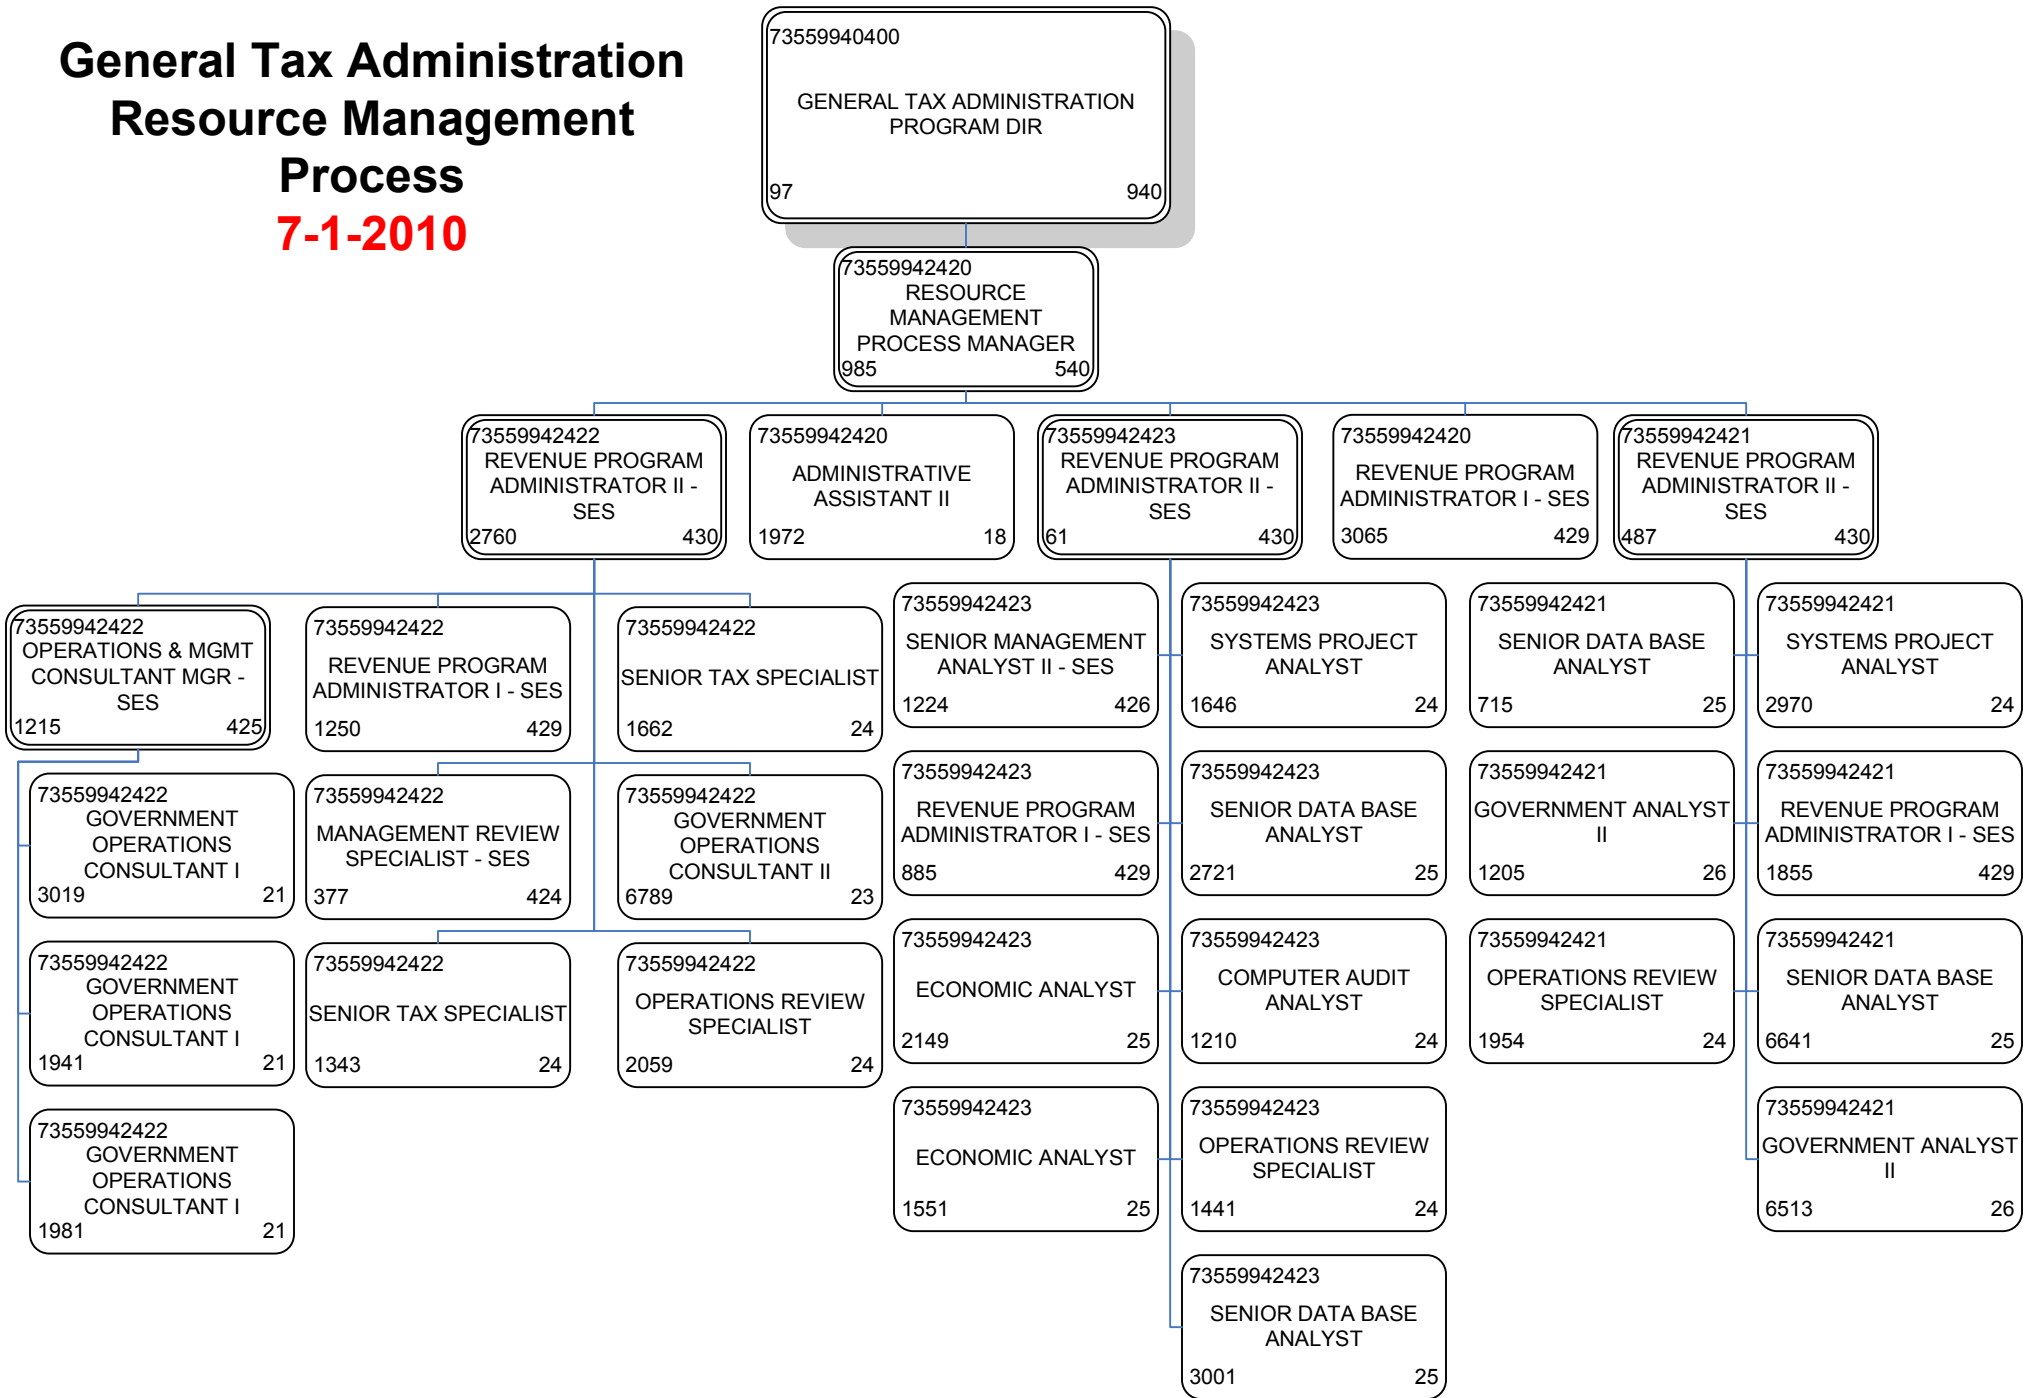 General Tax Administration
Resource Management
Process
7-1-2010
73559940400
GENERAL TAX ADMINISTRATION
PROGRAM DIR
97 940
73559942420
RESOURCE
MANAGEMENT
PROCESS MANAGER
985 540
73559942422
REVENUE PROGRAM
ADMINISTRATOR II -
SES
2760 430
73559942420
ADMINISTRATIVE
ASSISTANT II
1972 18
73559942423
REVENUE PROGRAM
ADMINISTRATOR II -
SES
61 430
73559942420
REVENUE PROGRAM
ADMINISTRATOR I - SES
3065 429
73559942421
REVENUE PROGRAM
ADMINISTRATOR II -
SES
487 430
73559942422
OPERATIONS & MGMT
CONSULTANT MGR -
SES
1215 425
73559942422
REVENUE PROGRAM
ADMINISTRATOR I - SES
1250 429
73559942422
SENIOR TAX SPECIALIST
1662 24
73559942423
SENIOR MANAGEMENT
ANALYST II - SES
1224 426
73559942423
SYSTEMS PROJECT
ANALYST
1646 24
73559942421
SENIOR DATA BASE
ANALYST
715 25
73559942421
SYSTEMS PROJECT
ANALYST
2970 24
73559942422
GOVERNMENT
OPERATIONS
CONSULTANT I
3019 21
73559942422
MANAGEMENT REVIEW
SPECIALIST - SES
377 424
73559942422
GOVERNMENT
OPERATIONS
CONSULTANT II
6789 23
73559942423
REVENUE PROGRAM
ADMINISTRATOR I - SES
885 429
73559942423
SENIOR DATA BASE
ANALYST
2721 25
73559942421
GOVERNMENT ANALYST
II
1205 26
73559942421
REVENUE PROGRAM
ADMINISTRATOR I - SES
1855 429
73559942422
GOVERNMENT
OPERATIONS
CONSULTANT I
1941 21
73559942422
SENIOR TAX SPECIALIST
1343 24
73559942422
OPERATIONS REVIEW
SPECIALIST
2059 24
73559942423
ECONOMIC ANALYST
2149 25
73559942423
COMPUTER AUDIT
ANALYST
1210 24
73559942421
OPERATIONS REVIEW
SPECIALIST
1954 24
73559942421
SENIOR DATA BASE
ANALYST
6641 25
73559942422
GOVERNMENT
OPERATIONS
CONSULTANT I
1981 21
73559942423
ECONOMIC ANALYST
1551 25
73559942423
OPERATIONS REVIEW
SPECIALIST
1441 24
73559942421
GOVERNMENT ANALYST
II
6513 26
73559942423
SENIOR DATA BASE
ANALYST
3001 25